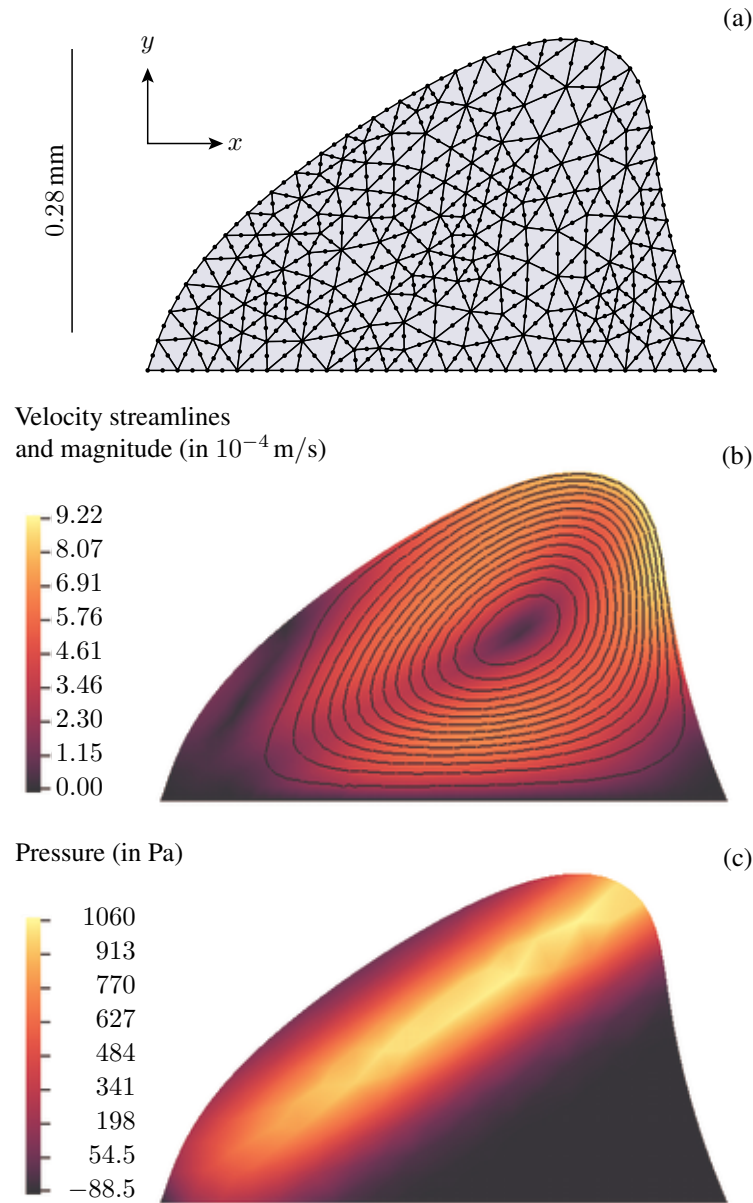 (a)
y
x
0.28 mm
Velocity streamlines
and magnitude (in 10⁻⁴ m/s)
(b)
9.22
8.07
6.91
5.76
4.61
3.46
2.30
1.15
0.00
Pressure (in Pa)
(c)
1060
913
770
627
484
341
198
54.5
−88.5